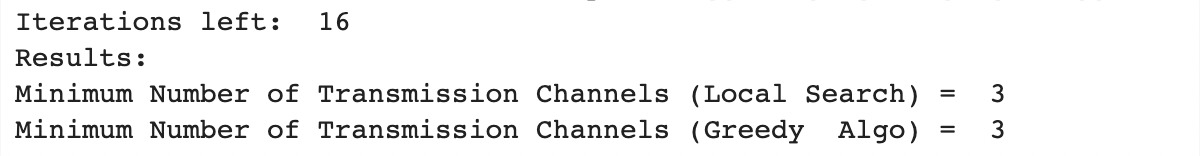 Iterations left:  16
Results:
Minimum Number of Transmission Channels (Local Search) =  3
Minimum Number of Transmission Channels (Greedy  Algo) =  3